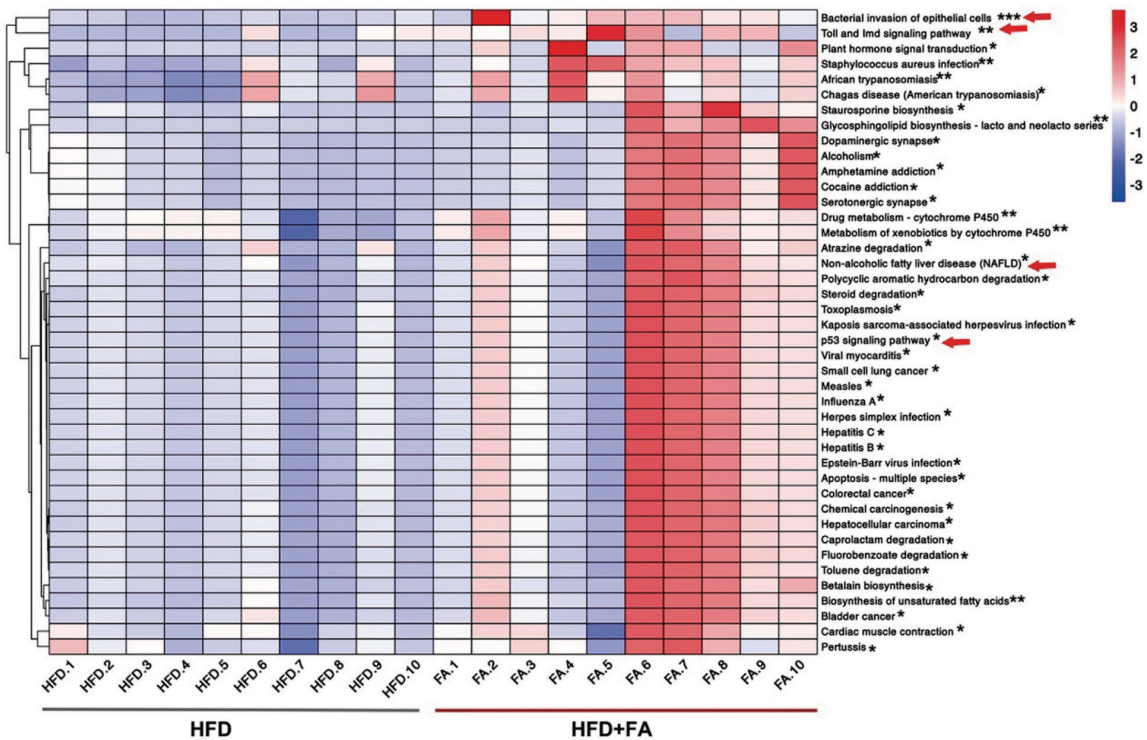 Bacterial invasion of epithelial cells ***
Toll and Imd signaling pathway **
Plant hormone signal transduction *
Staphylococcus aureus infection **
African trypanosomiasis **
Chagas disease (American trypanosomiasis) *
Staurosporine biosynthesis *
Glycosphingolipid biosynthesis - lacto and neolacto series **
Dopaminergic synapse *
Alcoholism *
Amphetamine addiction *
Cocaine addiction *
Serotonergic synapse *
Drug metabolism - cytochrome P450 **
Metabolism of xenobiotics by cytochrome P450 **
Atrazine degradation *
Non-alcoholic fatty liver disease (NAFLD) *
Polycyclic aromatic hydrocarbon degradation *
Steroid degradation *
Toxoplasmosis *
Kaposis sarcoma-associated herpesvirus infection *
p53 signaling pathway *
Viral myocarditis *
Small cell lung cancer *
Measles *
Influenza A *
Herpes simplex infection *
Hepatitis C *
Hepatitis B *
Epstein-Barr virus infection *
Apoptosis - multiple species *
Colorectal cancer *
Chemical carcinogenesis *
Hepatocellular carcinoma *
Caprolactam degradation *
Fluorobenzoate degradation *
Toluene degradation *
Betalain biosynthesis *
Biosynthesis of unsaturated fatty acids **
Bladder cancer *
Cardiac muscle contraction *
Pertussis *
3
2
1
0
-1
-2
-3
HFD.1 HFD.2 HFD.3 HFD.4 HFD.5 HFD.6 HFD.7 HFD.8 HFD.9 HFD.10 FA.1 FA.2 FA.3 FA.4 FA.5 FA.6 FA.7 FA.8 FA.9 FA.10
HFD HFD+FA